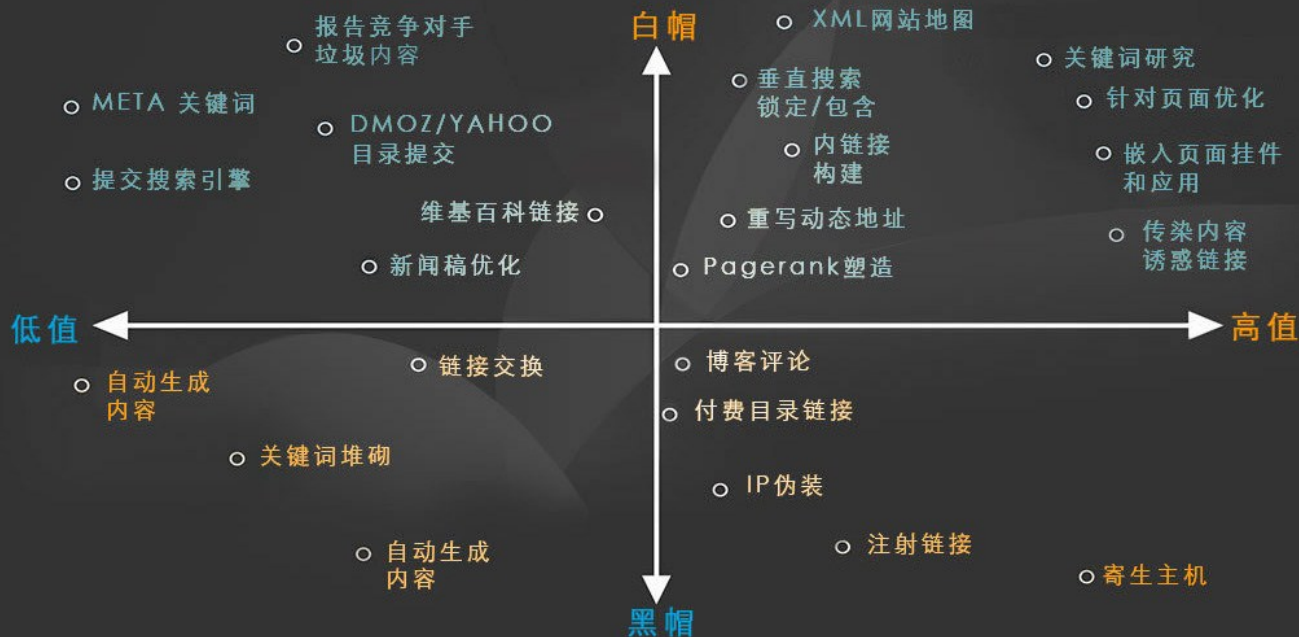 白帽
XML网站地图
报告竞争对手
垃圾内容
关键词研究
垂直搜索
锁定/包含
META 关键词
针对页面优化
DMOZ/YAHOO
目录提交
内链接
构建
嵌入页面挂件
和应用
提交搜索引擎
维基百科链接
重写动态地址
传染内容
诱惑链接
新闻稿优化
Pagerank塑造
低值
高值
链接交换
博客评论
自动生成
内容
付费目录链接
关键词堆砌
IP伪装
自动生成
内容
注射链接
寄生主机
黑帽